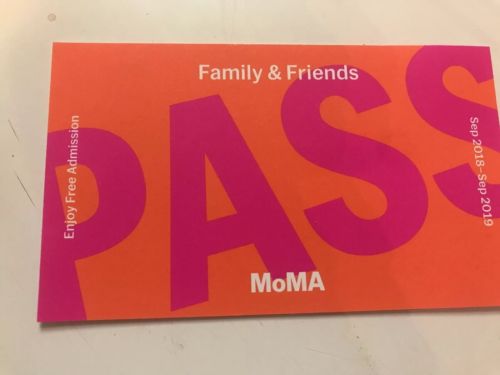 Family & Friends
PASS
Enjoy Free Admission
Sep 2018–Sep 2019
MoMA